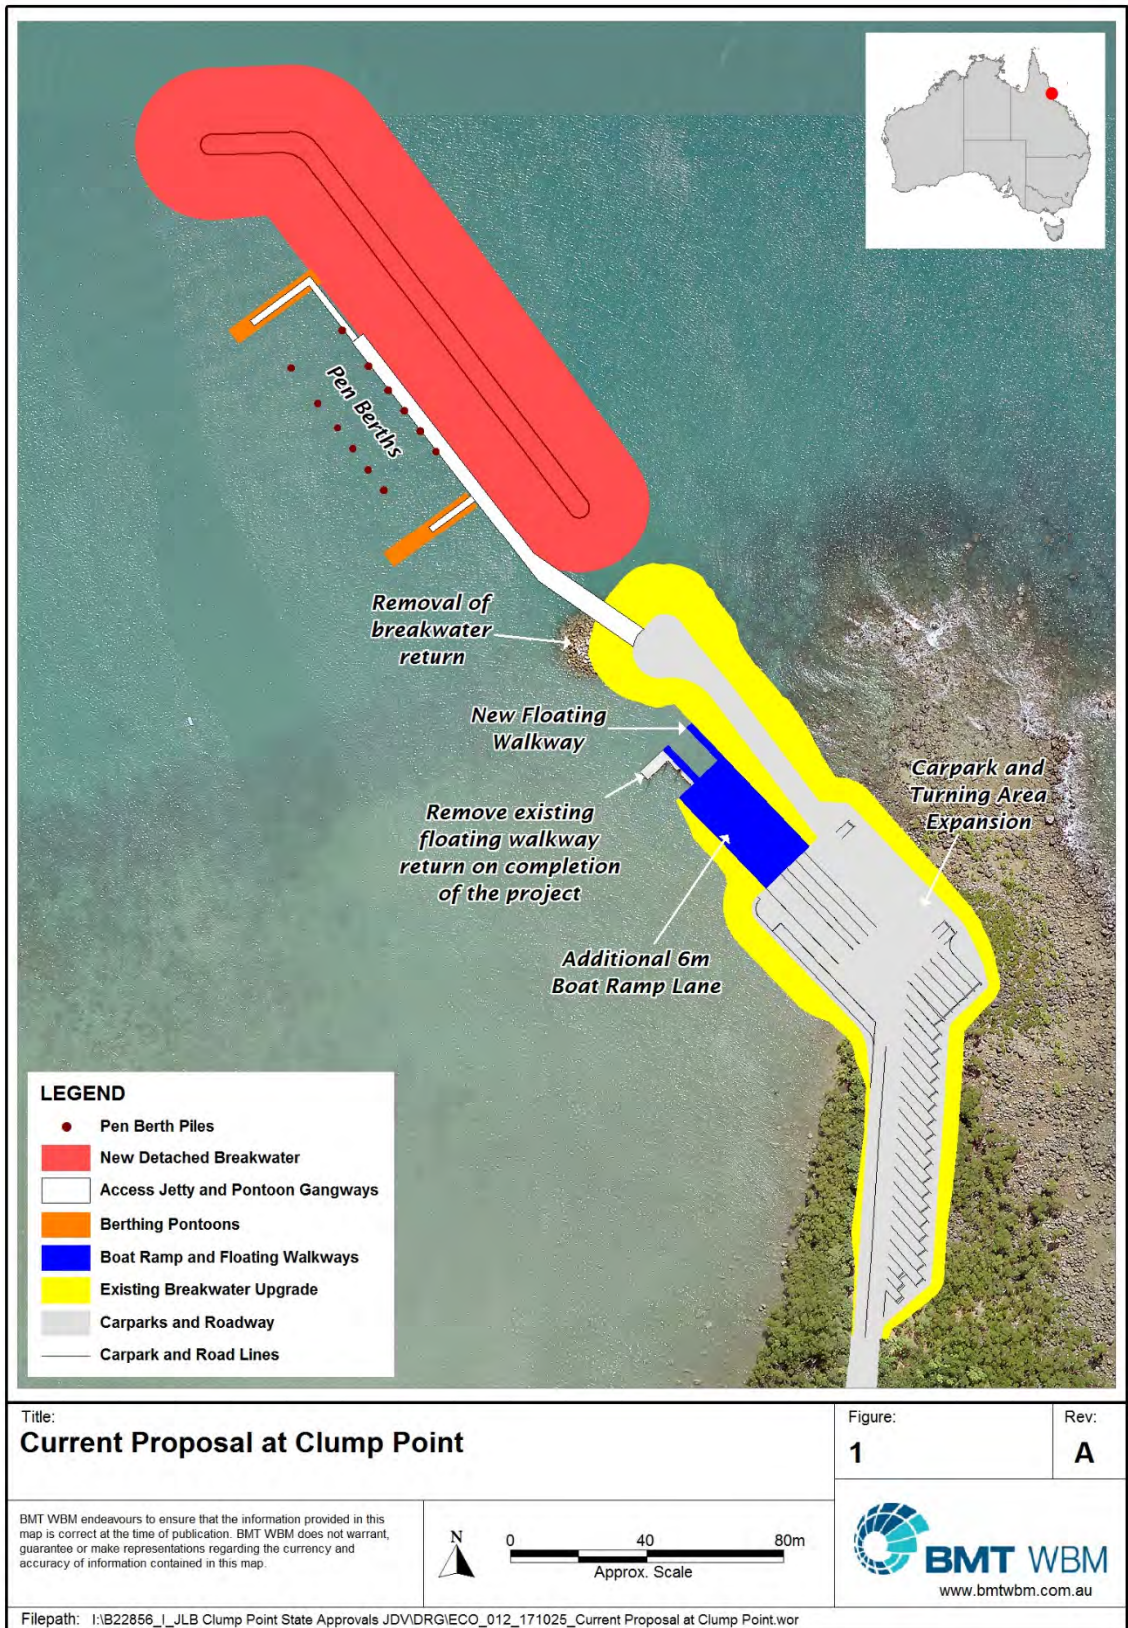 Pen Berths
Removal of
breakwater
return
New Floating
Walkway
Carpark and
Turning Area
Expansion
Remove existing
floating walkway
return on completion
of the project
Additional 6m
Boat Ramp Lane
LEGEND
Pen Berth Piles
New Detached Breakwater
Access Jetty and Pontoon Gangways
Berthing Pontoons
Boat Ramp and Floating Walkways
Existing Breakwater Upgrade
Carparks and Roadway
Carpark and Road Lines
Title:
Current Proposal at Clump Point
Figure:
1
Rev:
A
BMT WBM endeavours to ensure that the information provided in this
map is correct at the time of publication. BMT WBM does not warrant,
guarantee or make representations regarding the currency and
accuracy of information contained in this map.
N
0 40 80m
Approx. Scale
BMT WBM
www.bmtwbm.com.au
Filepath: I:\B22856_I_JLB Clump Point State Approvals JDV\DRG\ECO_012_171025_Current Proposal at Clump Point.wor